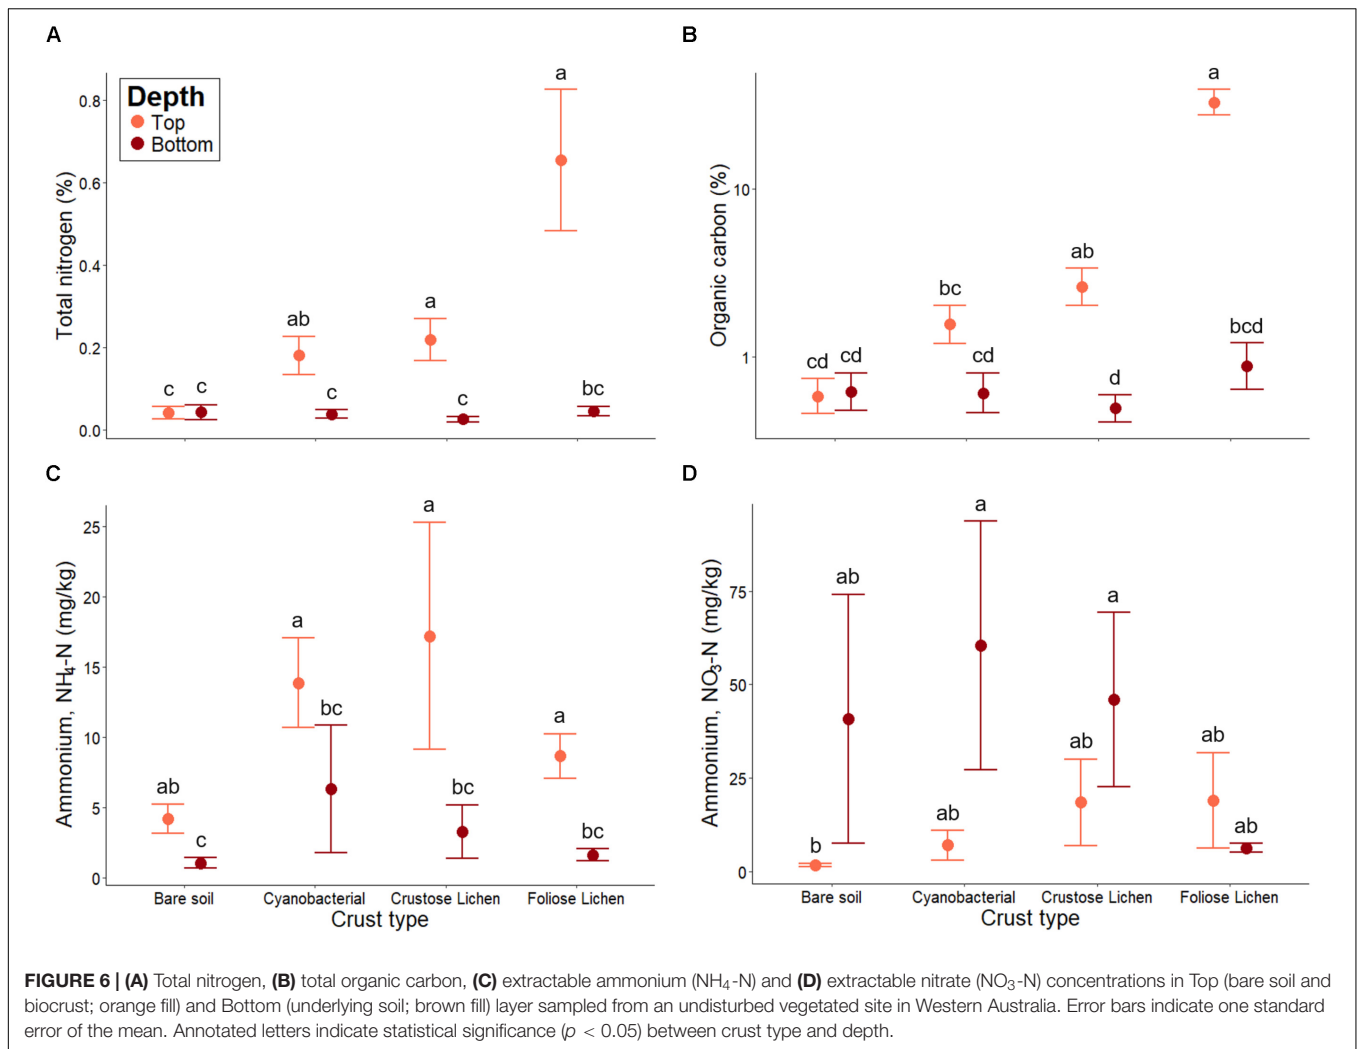 A
Depth
Top
Bottom
Total nitrogen (%)
0.8
0.6
0.4
0.2
0.0
c
c
ab
c
a
c
a
bc
B
Organic carbon (%)
10
1
cd
cd
bc
cd
ab
d
a
bcd
C
Ammonium, NH4-N (mg/kg)
25
20
15
10
5
0
ab
c
a
bc
a
bc
a
bc
Bare soil
Cyanobacterial
Crustose Lichen
Foliose Lichen
Crust type
D
Ammonium, NO3-N (mg/kg)
75
50
25
0
b
ab
ab
a
ab
a
ab
ab
Bare soil
Cyanobacterial
Crustose Lichen
Foliose Lichen
Crust type
FIGURE 6 | (A) Total nitrogen, (B) total organic carbon, (C) extractable ammonium (NH4-N) and (D) extractable nitrate (NO3-N) concentrations in Top (bare soil and
biocrust; orange fill) and Bottom (underlying soil; brown fill) layer sampled from an undisturbed vegetated site in Western Australia. Error bars indicate one standard
error of the mean. Annotated letters indicate statistical significance (p < 0.05) between crust type and depth.